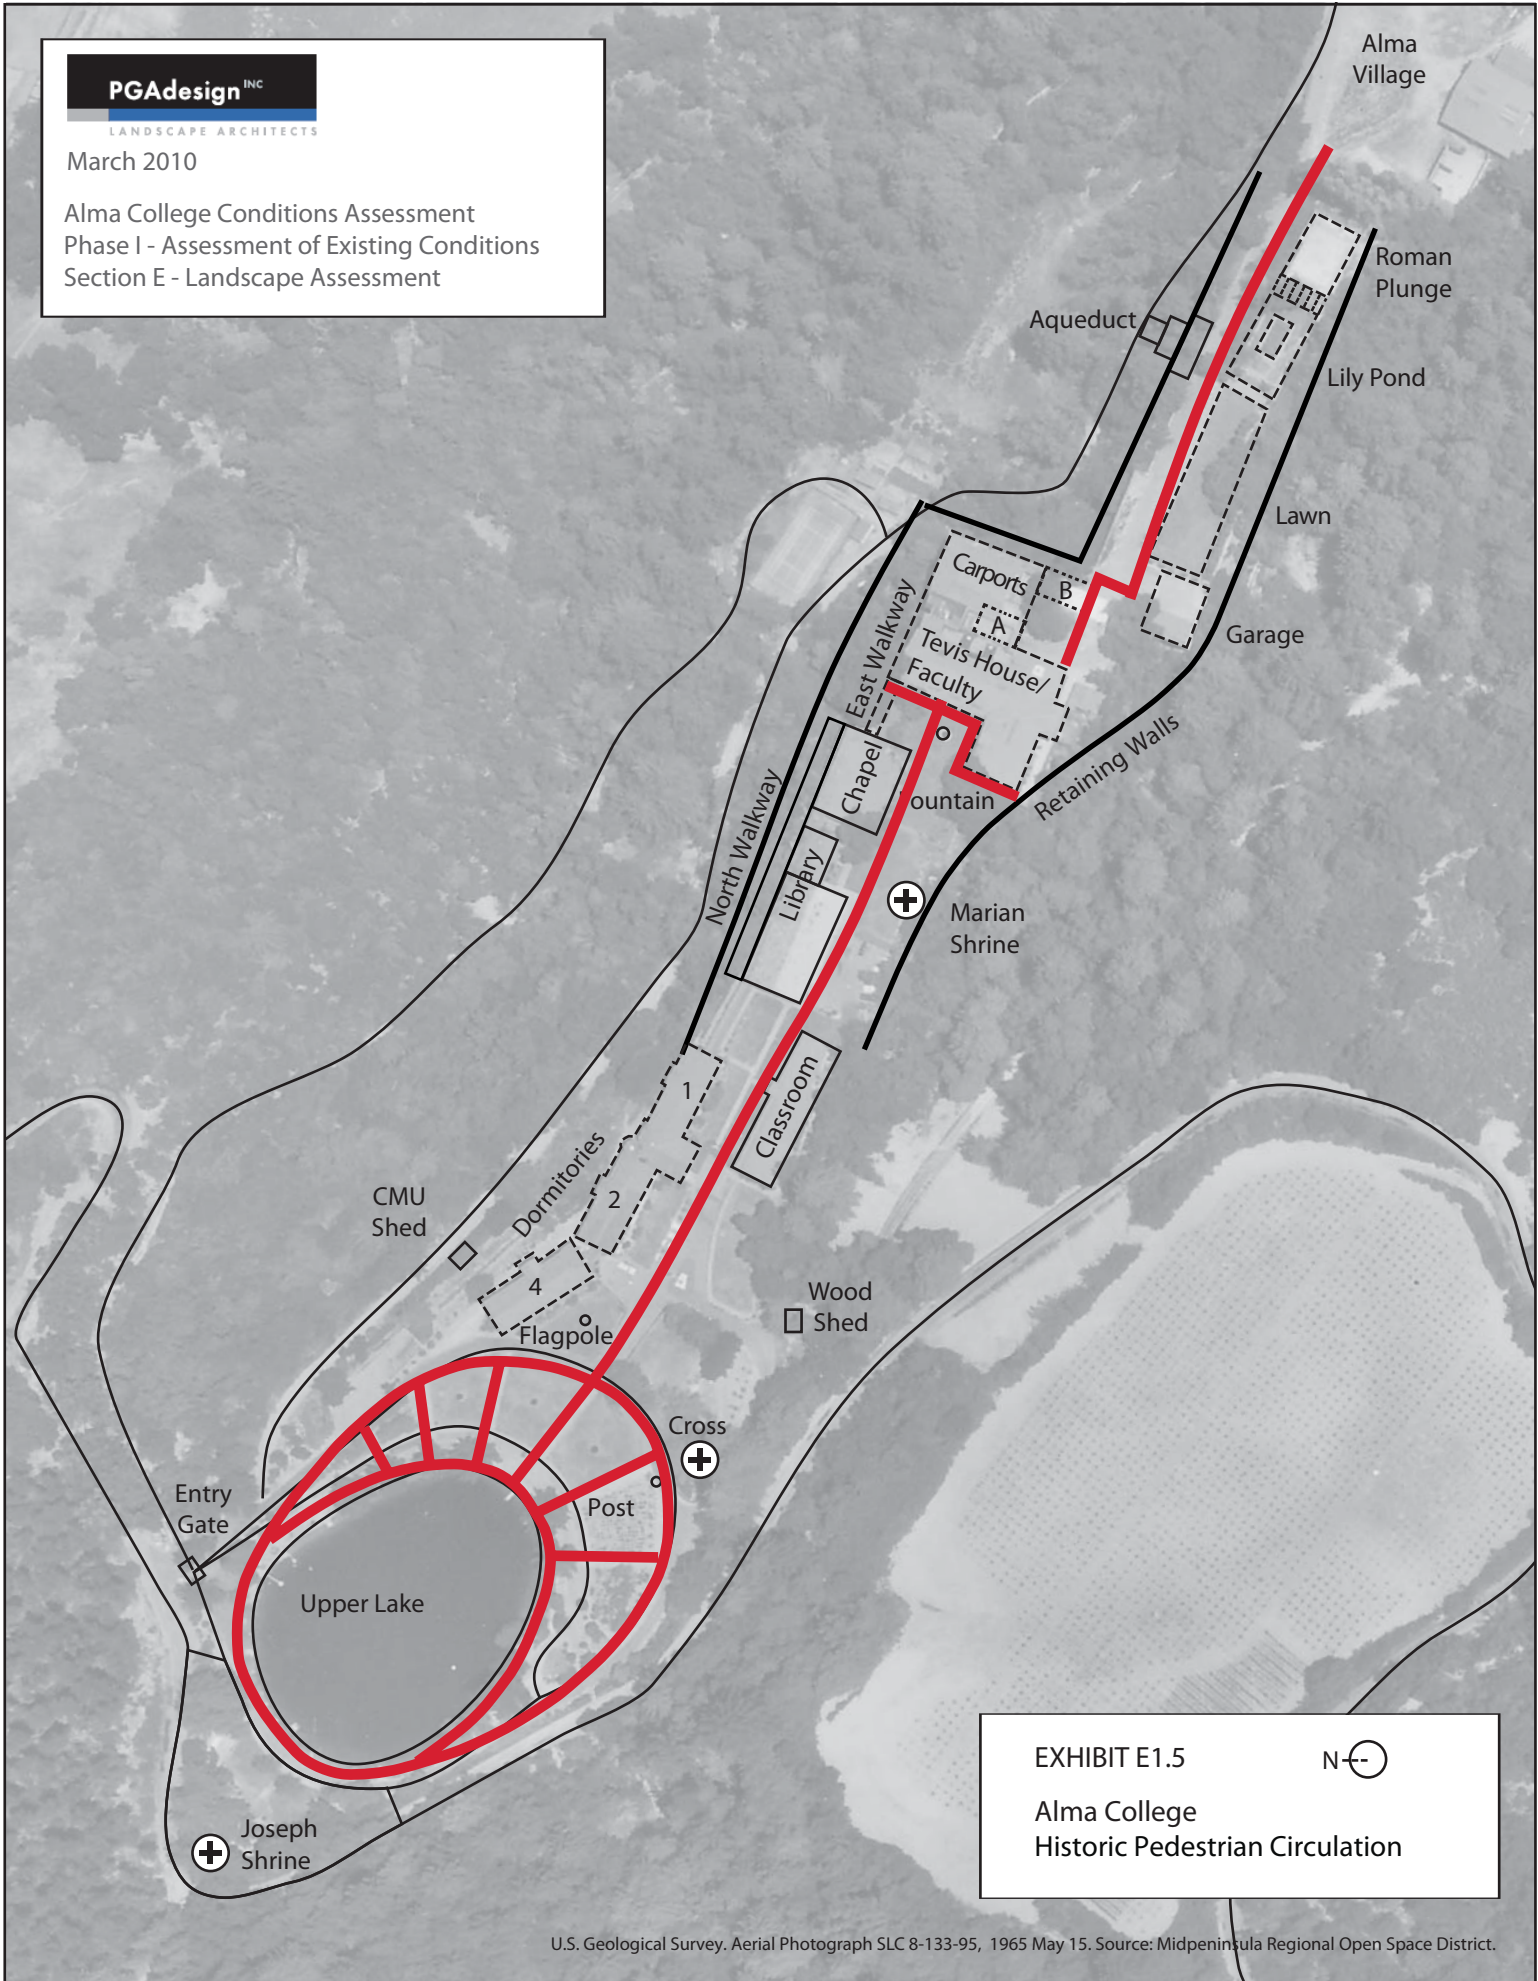 PGAdesign INC
LANDSCAPE ARCHITECTS
March 2010
Alma College Conditions Assessment
Phase I - Assessment of Existing Conditions
Section E - Landscape Assessment
Alma
Village
Roman
Plunge
Aqueduct
Lily Pond
Lawn
Carports
B
A
Garage
East Walkway
Tevis House/
Faculty
Retaining Walls
Chapel
ountain
North Walkway
Library
Marian
Shrine
Classroom
1
Dormitories
2
CMU
Shed
4
Wood
Shed
Flagpole
Cross
Entry
Gate
Post
Upper Lake
Joseph
Shrine
EXHIBIT E1.5
N
Alma College
Historic Pedestrian Circulation
U.S. Geological Survey. Aerial Photograph SLC 8-133-95, 1965 May 15. Source: Midpeninsula Regional Open Space District.